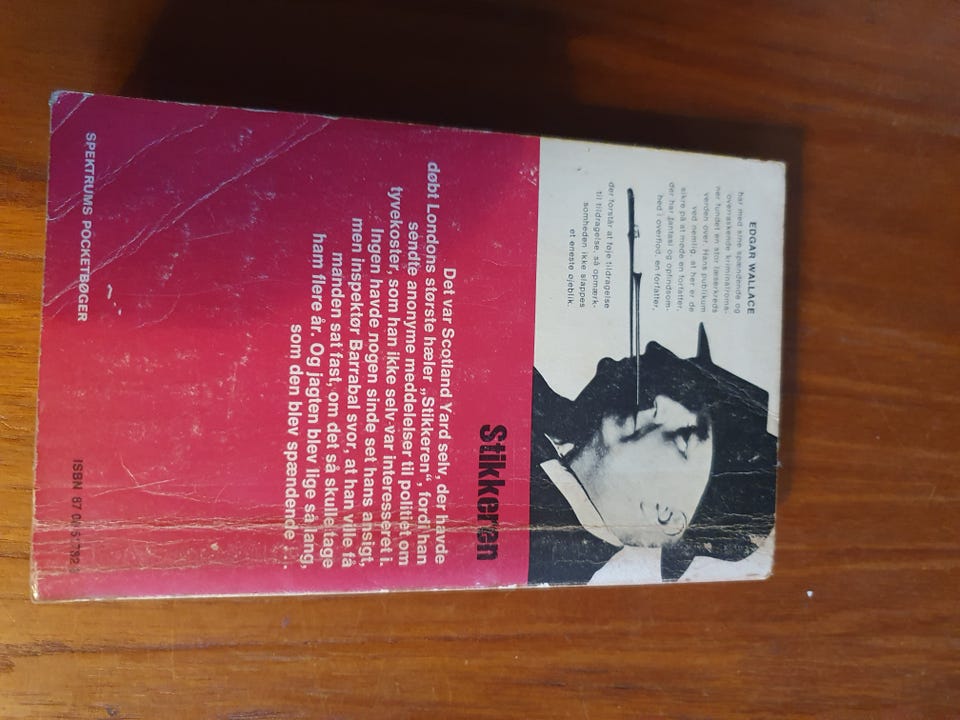 EDGAR WALLACE
har med sine spændende og
overraskende kriminalroma-
ner fundet en stor læserkreds
verden over. Hans publikum
ved nemlig, at her er de
sikre på at møde en forfatter,
der har fantasi og opfindsom-
hed i overflod, en forfatter,
der forstår at føje tildragelse
til tildragelse, så opmærk-
somheden ikke slappes
et eneste øjeblik.
Stikkeren
Det var Scotland Yard selv, der havde
døbt Londons største hæler „Stikkeren“, fordi han
sendte anonyme meddelelser til politiet om
tyvekoster, som han ikke selv var interesseret i.
Ingen havde nogen sinde set hans ansigt,
men inspektør Barrabal svor, at han ville få
manden sat fast, om det så skulle tage
ham flere år. Og jagten blev lige så lang,
som den blev spændende ...
SPEKTRUMS POCKETBØGER
ISBN 87